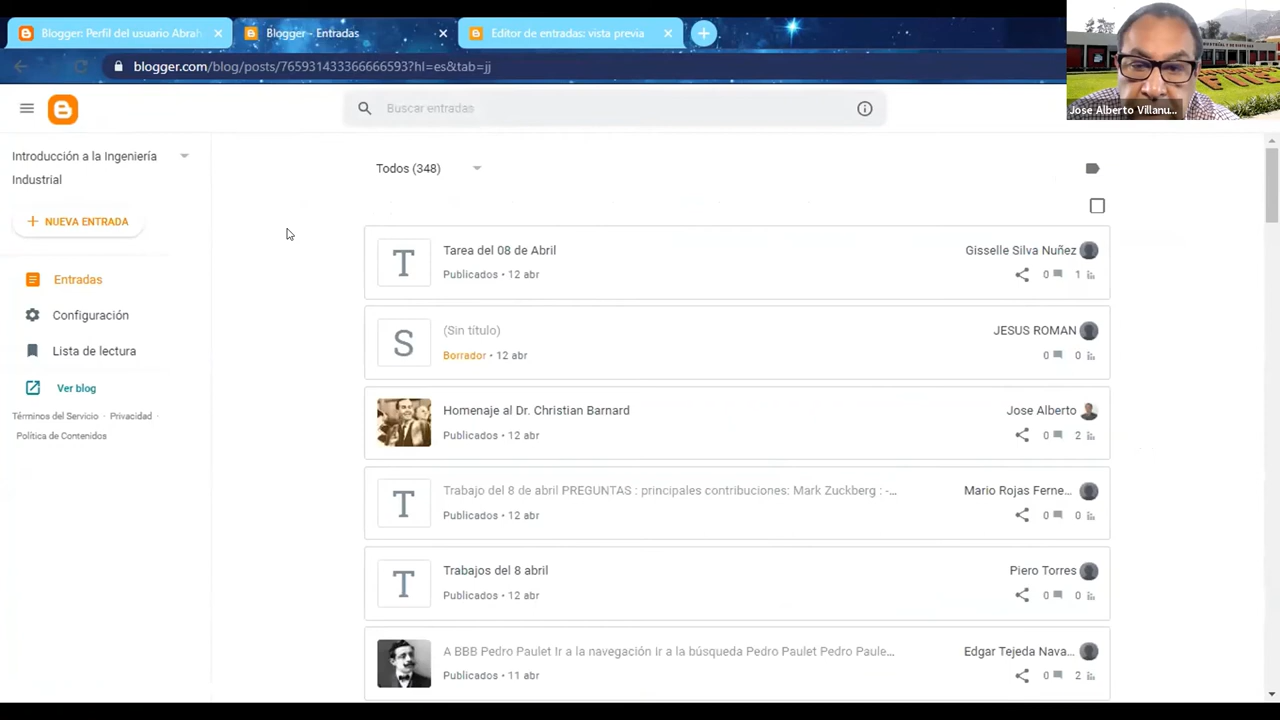 Blogger: Perfil del usuario Abrah
Blogger - Entradas
Editor de entradas: vista previa
blogger.com/blog/posts/7659314333666666593?hl=es&tab=jj
Jose Alberto Villanu...
Buscar entradas
Introducción a la Ingeniería
Industrial
NUEVA ENTRADA
Entradas
Configuración
Lista de lectura
Ver blog
Términos del Servicio · Privacidad ·
Política de Contenidos
Todos (348)
Tarea del 08 de Abril
Gisselle Silva Nuñez
T
Publicados • 12 abr
0 1
(Sin título)
JESUS ROMAN
S
Borrador • 12 abr
0 0
Homenaje al Dr. Christian Barnard
Jose Alberto
Publicados • 12 abr
0 2
Trabajo del 8 de abril PREGUNTAS : principales contribuciones: Mark Zuckberg : -...
Mario Rojas Ferne...
T
Publicados • 12 abr
0 0
Trabajos del 8 abril
Piero Torres
T
Publicados • 12 abr
0 0
A BBB Pedro Paulet Ir a la navegación Ir a la búsqueda Pedro Paulet Pedro Paule...
Edgar Tejeda Nava...
Publicados • 11 abr
0 2